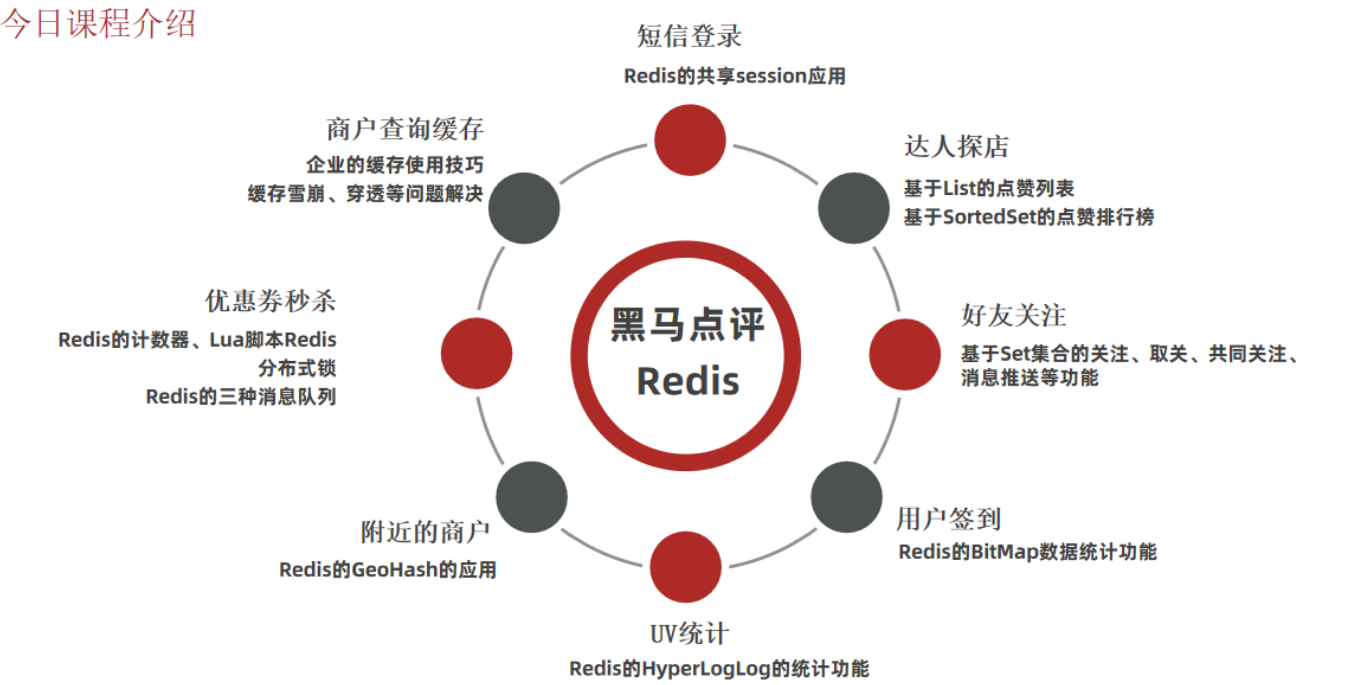 今日课程介绍
短信登录
Redis的共享session应用
商户查询缓存
企业的缓存使用技巧
缓存雪崩、穿透等问题解决
达人探店
基于List的点赞列表
基于SortedSet的点赞排行榜
优惠券秒杀
Redis的计数器、Lua脚本Redis
分布式锁
Redis的三种消息队列
黑马点评
Redis
好友关注
基于Set集合的关注、取关、共同关注、
消息推送等功能
附近的商户
Redis的GeoHash的应用
用户签到
Redis的BitMap数据统计功能
UV统计
Redis的HyperLogLog的统计功能